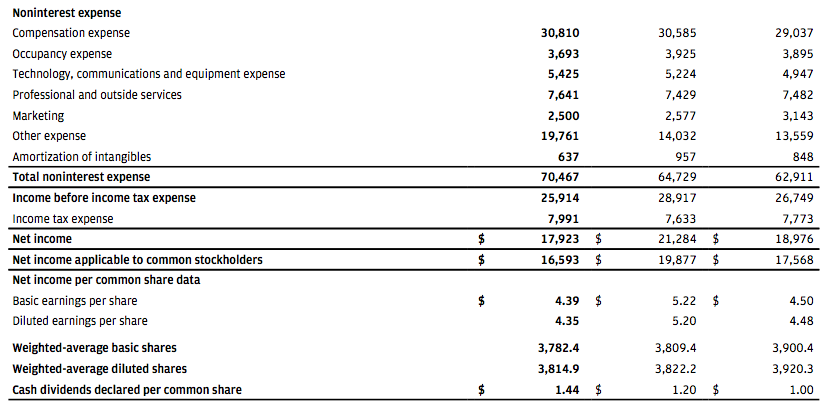 Noninterest expense
Compensation expense 30,810 30,585 29,037
Occupancy expense 3,693 3,925 3,895
Technology, communications and equipment expense 5,425 5,224 4,947
Professional and outside services 7,641 7,429 7,482
Marketing 2,500 2,577 3,143
Other expense 19,761 14,032 13,559
Amortization of intangibles 637 957 848
Total noninterest expense 70,467 64,729 62,911
Income before income tax expense 25,914 28,917 26,749
Income tax expense 7,991 7,633 7,773
Net income $ 17,923 $ 21,284 $ 18,976
Net income applicable to common stockholders $ 16,593 $ 19,877 $ 17,568
Net income per common share data
Basic earnings per share $ 4.39 $ 5.22 $ 4.50
Diluted earnings per share 4.35 5.20 4.48
Weighted-average basic shares 3,782.4 3,809.4 3,900.4
Weighted-average diluted shares 3,814.9 3,822.2 3,920.3
Cash dividends declared per common share $ 1.44 $ 1.20 $ 1.00